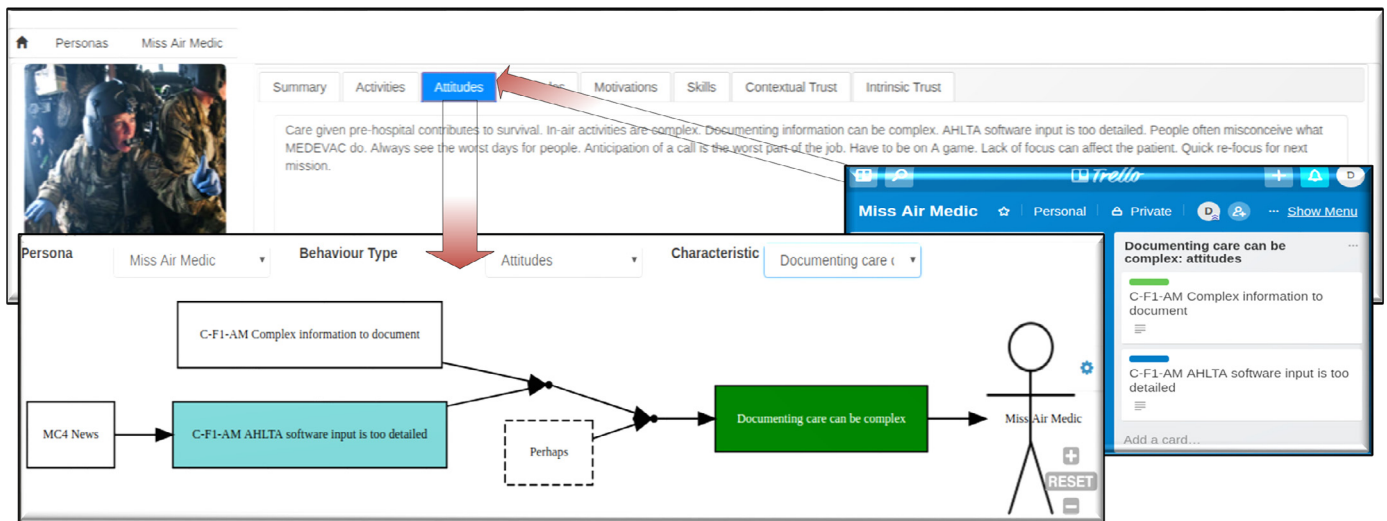 Personas Miss Air Medic
Summary Activities Attitudes Motivations Skills Contextual Trust Intrinsic Trust
Care given pre-hospital contributes to survival. In-air activities are complex. Documenting information can be complex. AHLTA software input is too detailed. People often misconceive what
MEDEVAC do. Always see the worst days for people. Anticipation of a call is the worst part of the job. Have to be on A game. Lack of focus can affect the patient. Quick re-focus for next
mission.
Trello
D
Miss Air Medic Personal Private D ... Show Menu
Documenting care can be ...
complex: attitudes
C-F1-AM Complex information to
document
C-F1-AM AHLTA software input is too
detailed
Add a card...
Persona Miss Air Medic Behaviour Type Attitudes Characteristic Documenting care c
C-F1-AM Complex information to document
MC4 News
C-F1-AM AHLTA software input is too detailed
Perhaps
Documenting care can be complex
Miss Air Medic
RESET